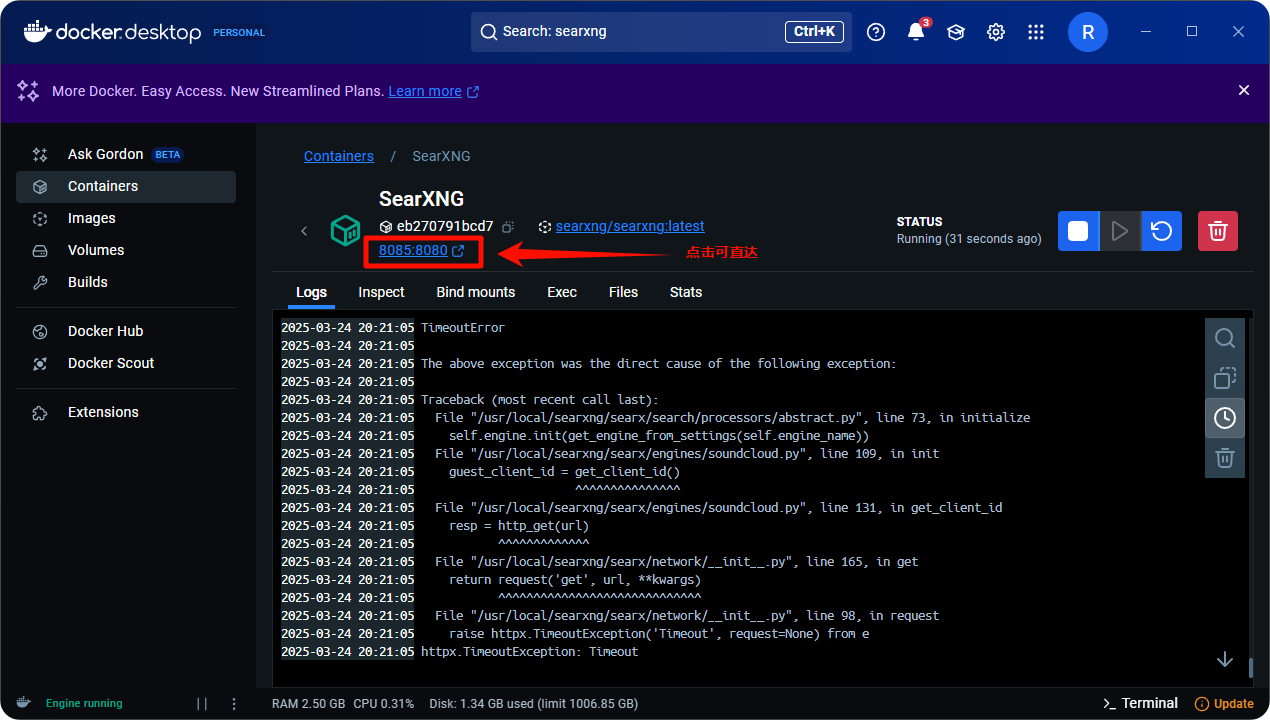 docker.desktop PERSONAL
Search: searxng
Ctrl+K
3
R
More Docker. Easy Access. New Streamlined Plans. Learn more
Ask Gordon BETA
Containers
Images
Volumes
Builds
Docker Hub
Docker Scout
Extensions
Containers / SearXNG
SearXNG
eb270791bcd7 searxng/searxng:latest
8085:8080
点击可直达
STATUS
Running (31 seconds ago)
Logs Inspect Bind mounts Exec Files Stats
2025-03-24 20:21:05 TimeoutError
2025-03-24 20:21:05
2025-03-24 20:21:05 The above exception was the direct cause of the following exception:
2025-03-24 20:21:05
2025-03-24 20:21:05 Traceback (most recent call last):
2025-03-24 20:21:05   File "/usr/local/searxng/searx/search/processors/abstract.py", line 73, in initialize
2025-03-24 20:21:05     self.engine.init(get_engine_from_settings(self.engine_name))
2025-03-24 20:21:05   File "/usr/local/searxng/searx/engines/soundcloud.py", line 109, in init
2025-03-24 20:21:05     guest_client_id = get_client_id()
2025-03-24 20:21:05                       ^^^^^^^^^^^^^^^
2025-03-24 20:21:05   File "/usr/local/searxng/searx/engines/soundcloud.py", line 131, in get_client_id
2025-03-24 20:21:05     resp = http_get(url)
2025-03-24 20:21:05            ^^^^^^^^^^^^^
2025-03-24 20:21:05   File "/usr/local/searxng/searx/network/__init__.py", line 165, in get
2025-03-24 20:21:05     return request('get', url, **kwargs)
2025-03-24 20:21:05            ^^^^^^^^^^^^^^^^^^^^^^^^^^^^^
2025-03-24 20:21:05   File "/usr/local/searxng/searx/network/__init__.py", line 98, in request
2025-03-24 20:21:05     raise httpx.TimeoutException('Timeout', request=None) from e
2025-03-24 20:21:05 httpx.TimeoutException: Timeout
Engine running
RAM 2.50 GB CPU 0.31% Disk: 1.34 GB used (limit 1006.85 GB)
Terminal
Update